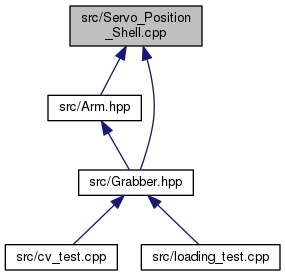 src/Servo_Position
_Shell.cpp
src/Arm.hpp
src/Grabber.hpp
src/cv_test.cpp
src/loading_test.cpp